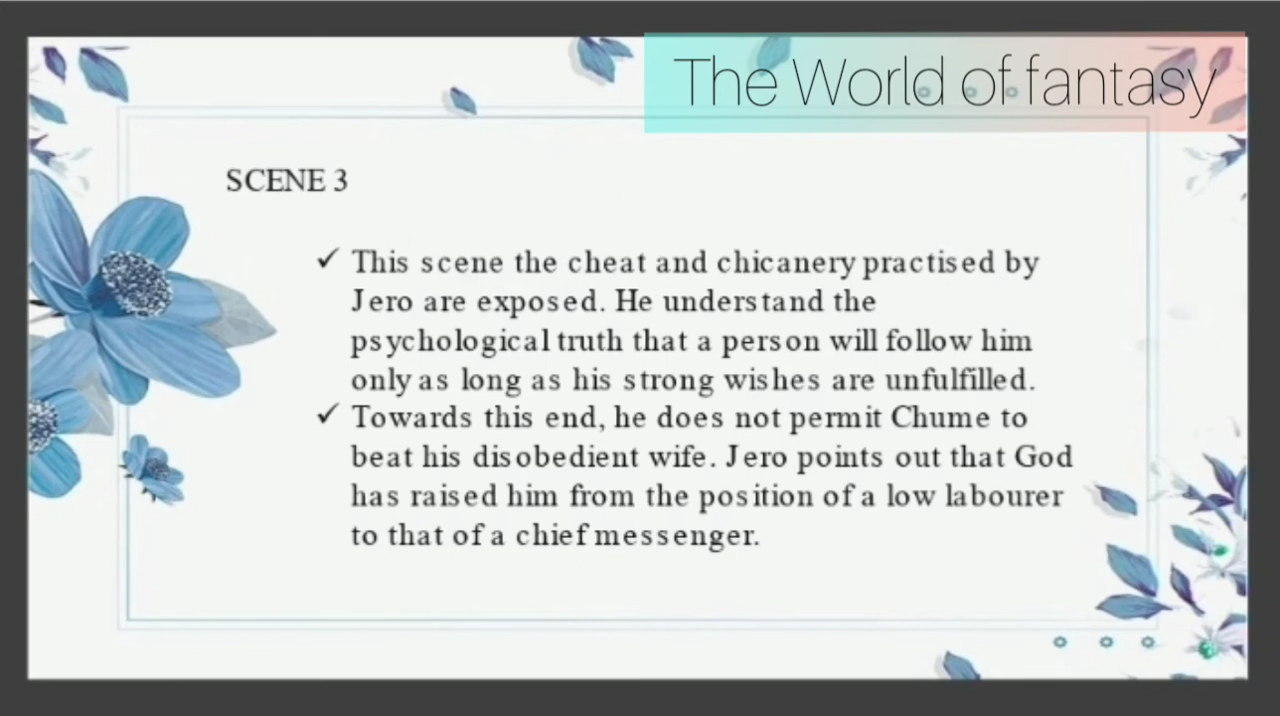 The World of fantasy
SCENE 3
✓ This scene the cheat and chicanery practised by
Jero are exposed. He understand the
psychological truth that a person will follow him
only as long as his strong wishes are unfulfilled.
✓ Towards this end, he does not permit Chume to
beat his disobedient wife. Jero points out that God
has raised him from the position of a low labourer
to that of a chief messenger.